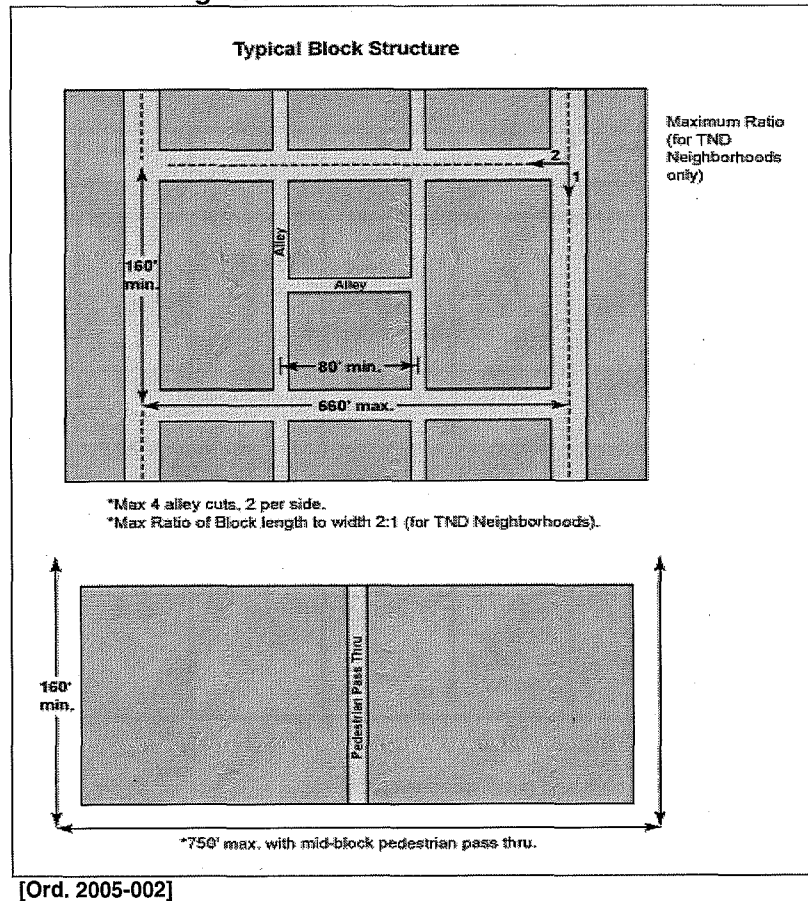 Typical Block Structure
Maximum Ratio
(for TND
Neighborhoods
only)
2
1
160'
min.
Alley
Alley
80' min.
660' max.
*Max 4 alley cuts, 2 per side.
*Max Ratio of Block length to width 2:1 (for TND Neighborhoods).
160'
min.
Pedestrian Pass Thru
*750' max. with mid-block pedestrian pass thru.
[Ord. 2005-002]